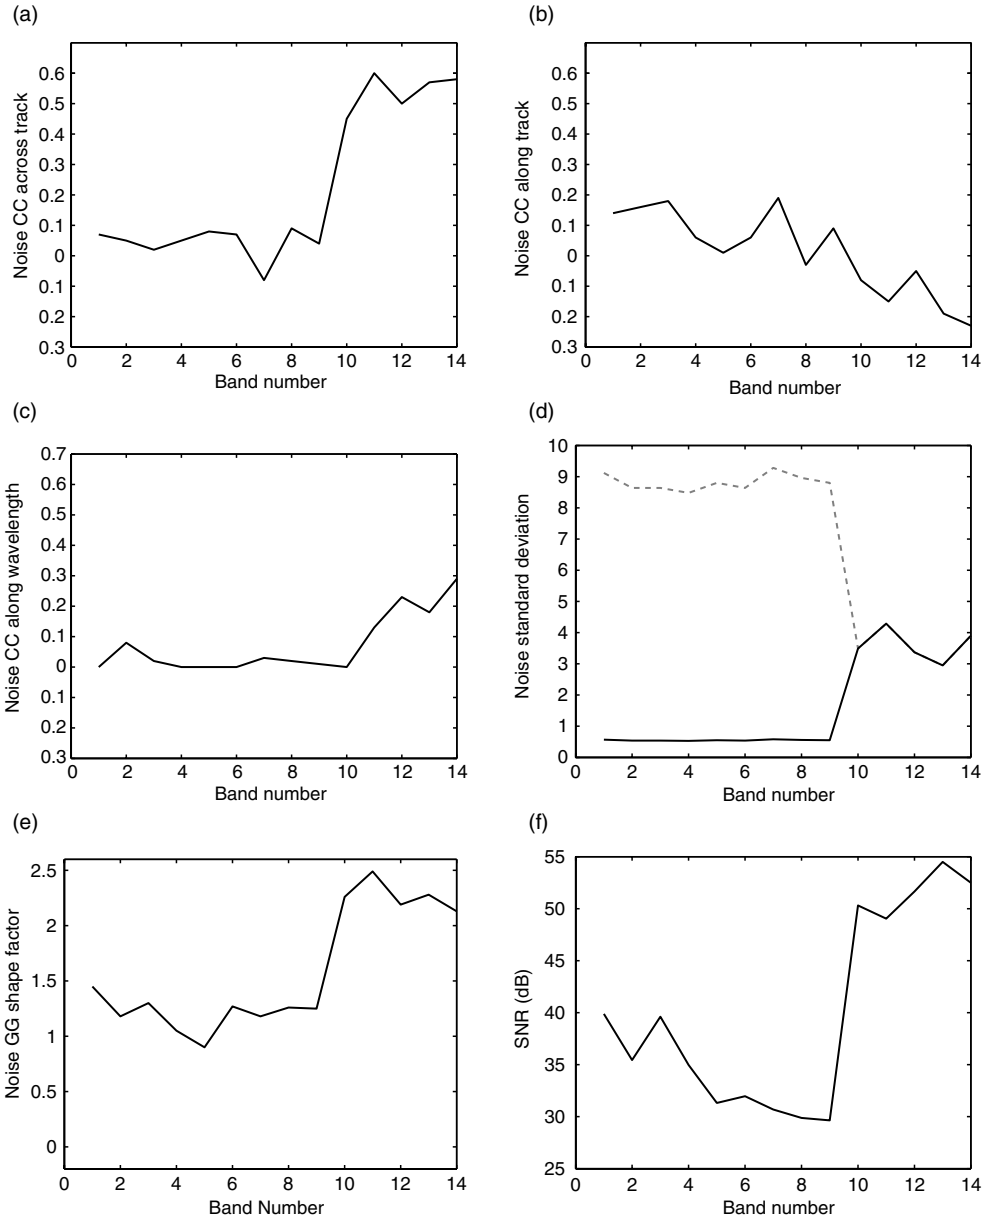 (a)
0.6
0.5
0.4
0.3
0.2
0.1
0
0.1
0.2
0.3
Noise CC across track
0 2 4 6 8 10 12 14
Band number
(b)
0.6
0.5
0.4
0.3
0.2
0.1
0
0.1
0.2
0.3
Noise CC along track
0 2 4 6 8 10 12 14
Band number
(c)
0.7
0.6
0.5
0.4
0.3
0.2
0.1
0
0.1
0.2
0.3
Noise CC along wavelength
0 2 4 6 8 10 12 14
Band number
(d)
10
9
8
7
6
5
4
3
2
1
0
Noise standard deviation
0 2 4 6 8 10 12 14
Band number
(e)
2.5
2
1.5
1
0.5
0
Noise GG shape factor
0 2 4 6 8 10 12 14
Band Number
(f)
55
50
45
40
35
30
25
SNR (dB)
0 2 4 6 8 10 12 14
Band number